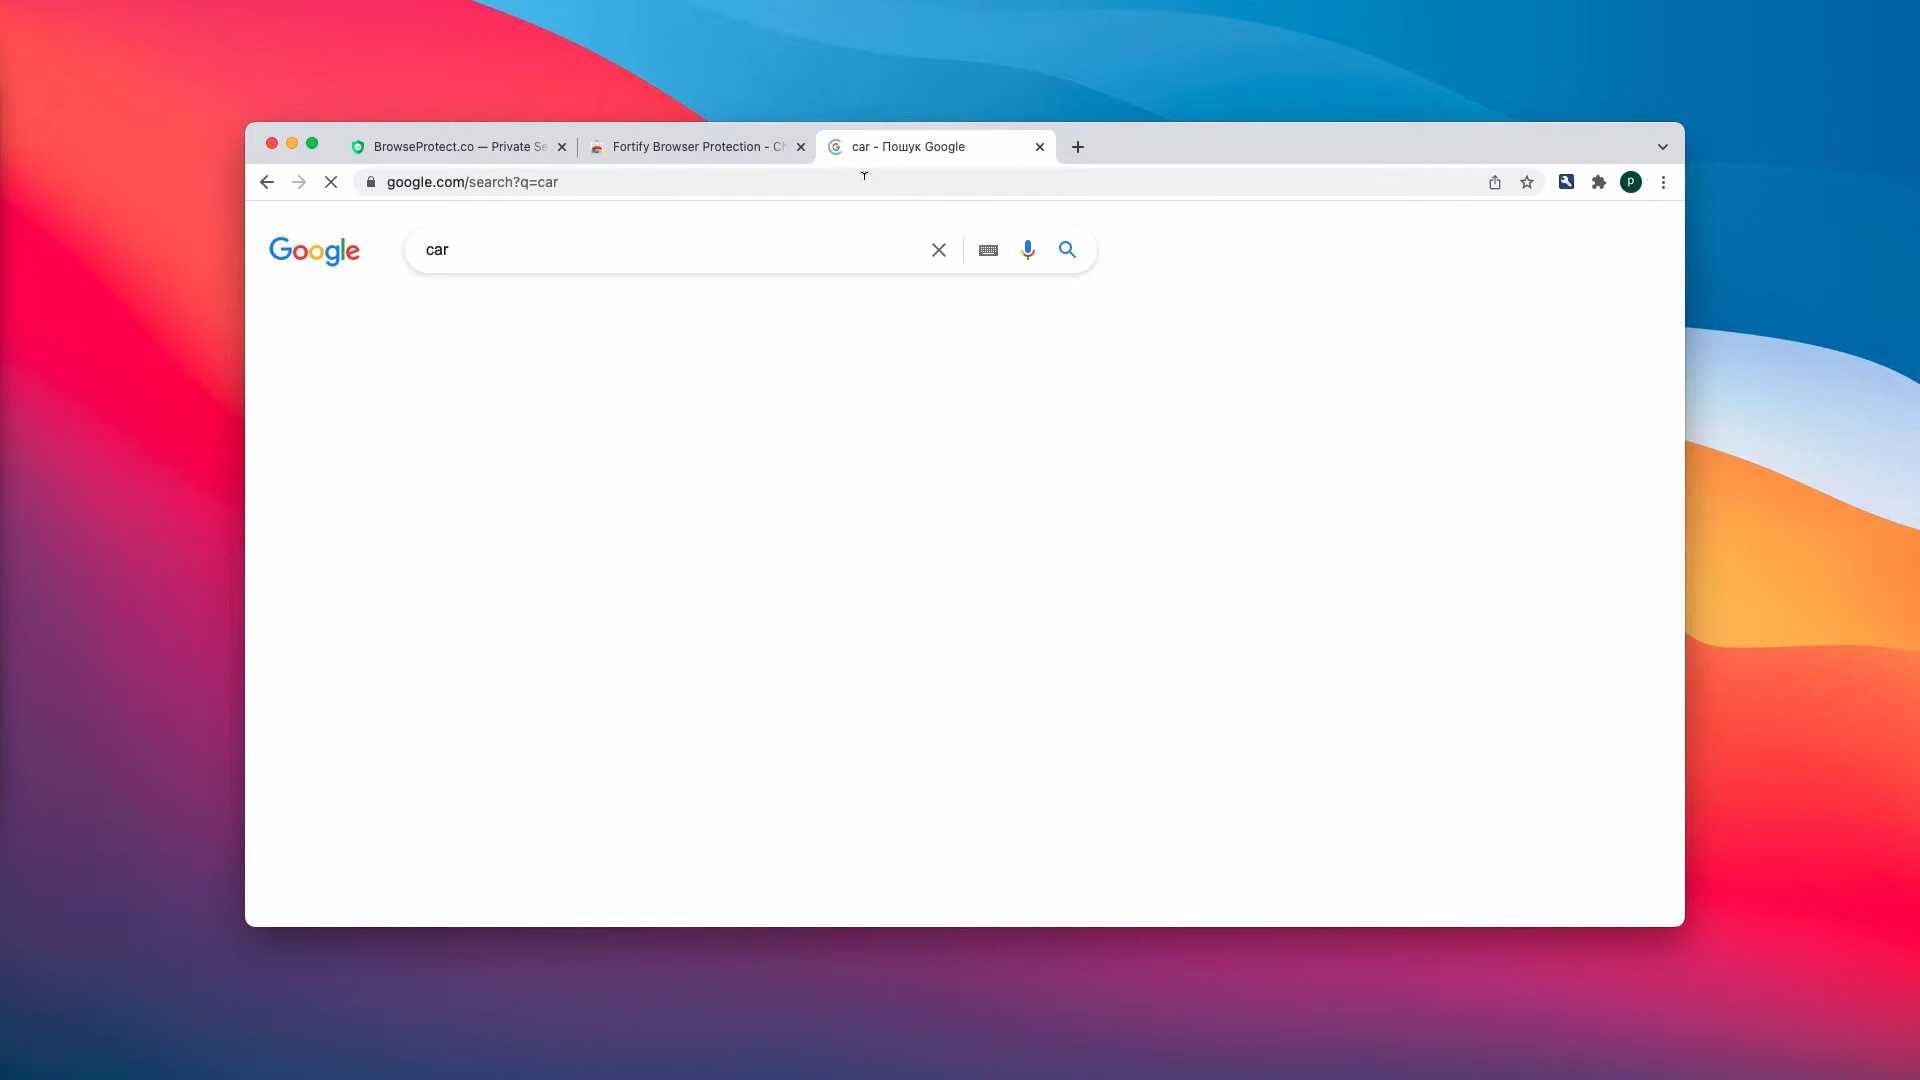 BrowseProtect.co — Private Se
Fortify Browser Protection - Ch
car - Пошук Google
google.com/search?q=car
p
Google
car